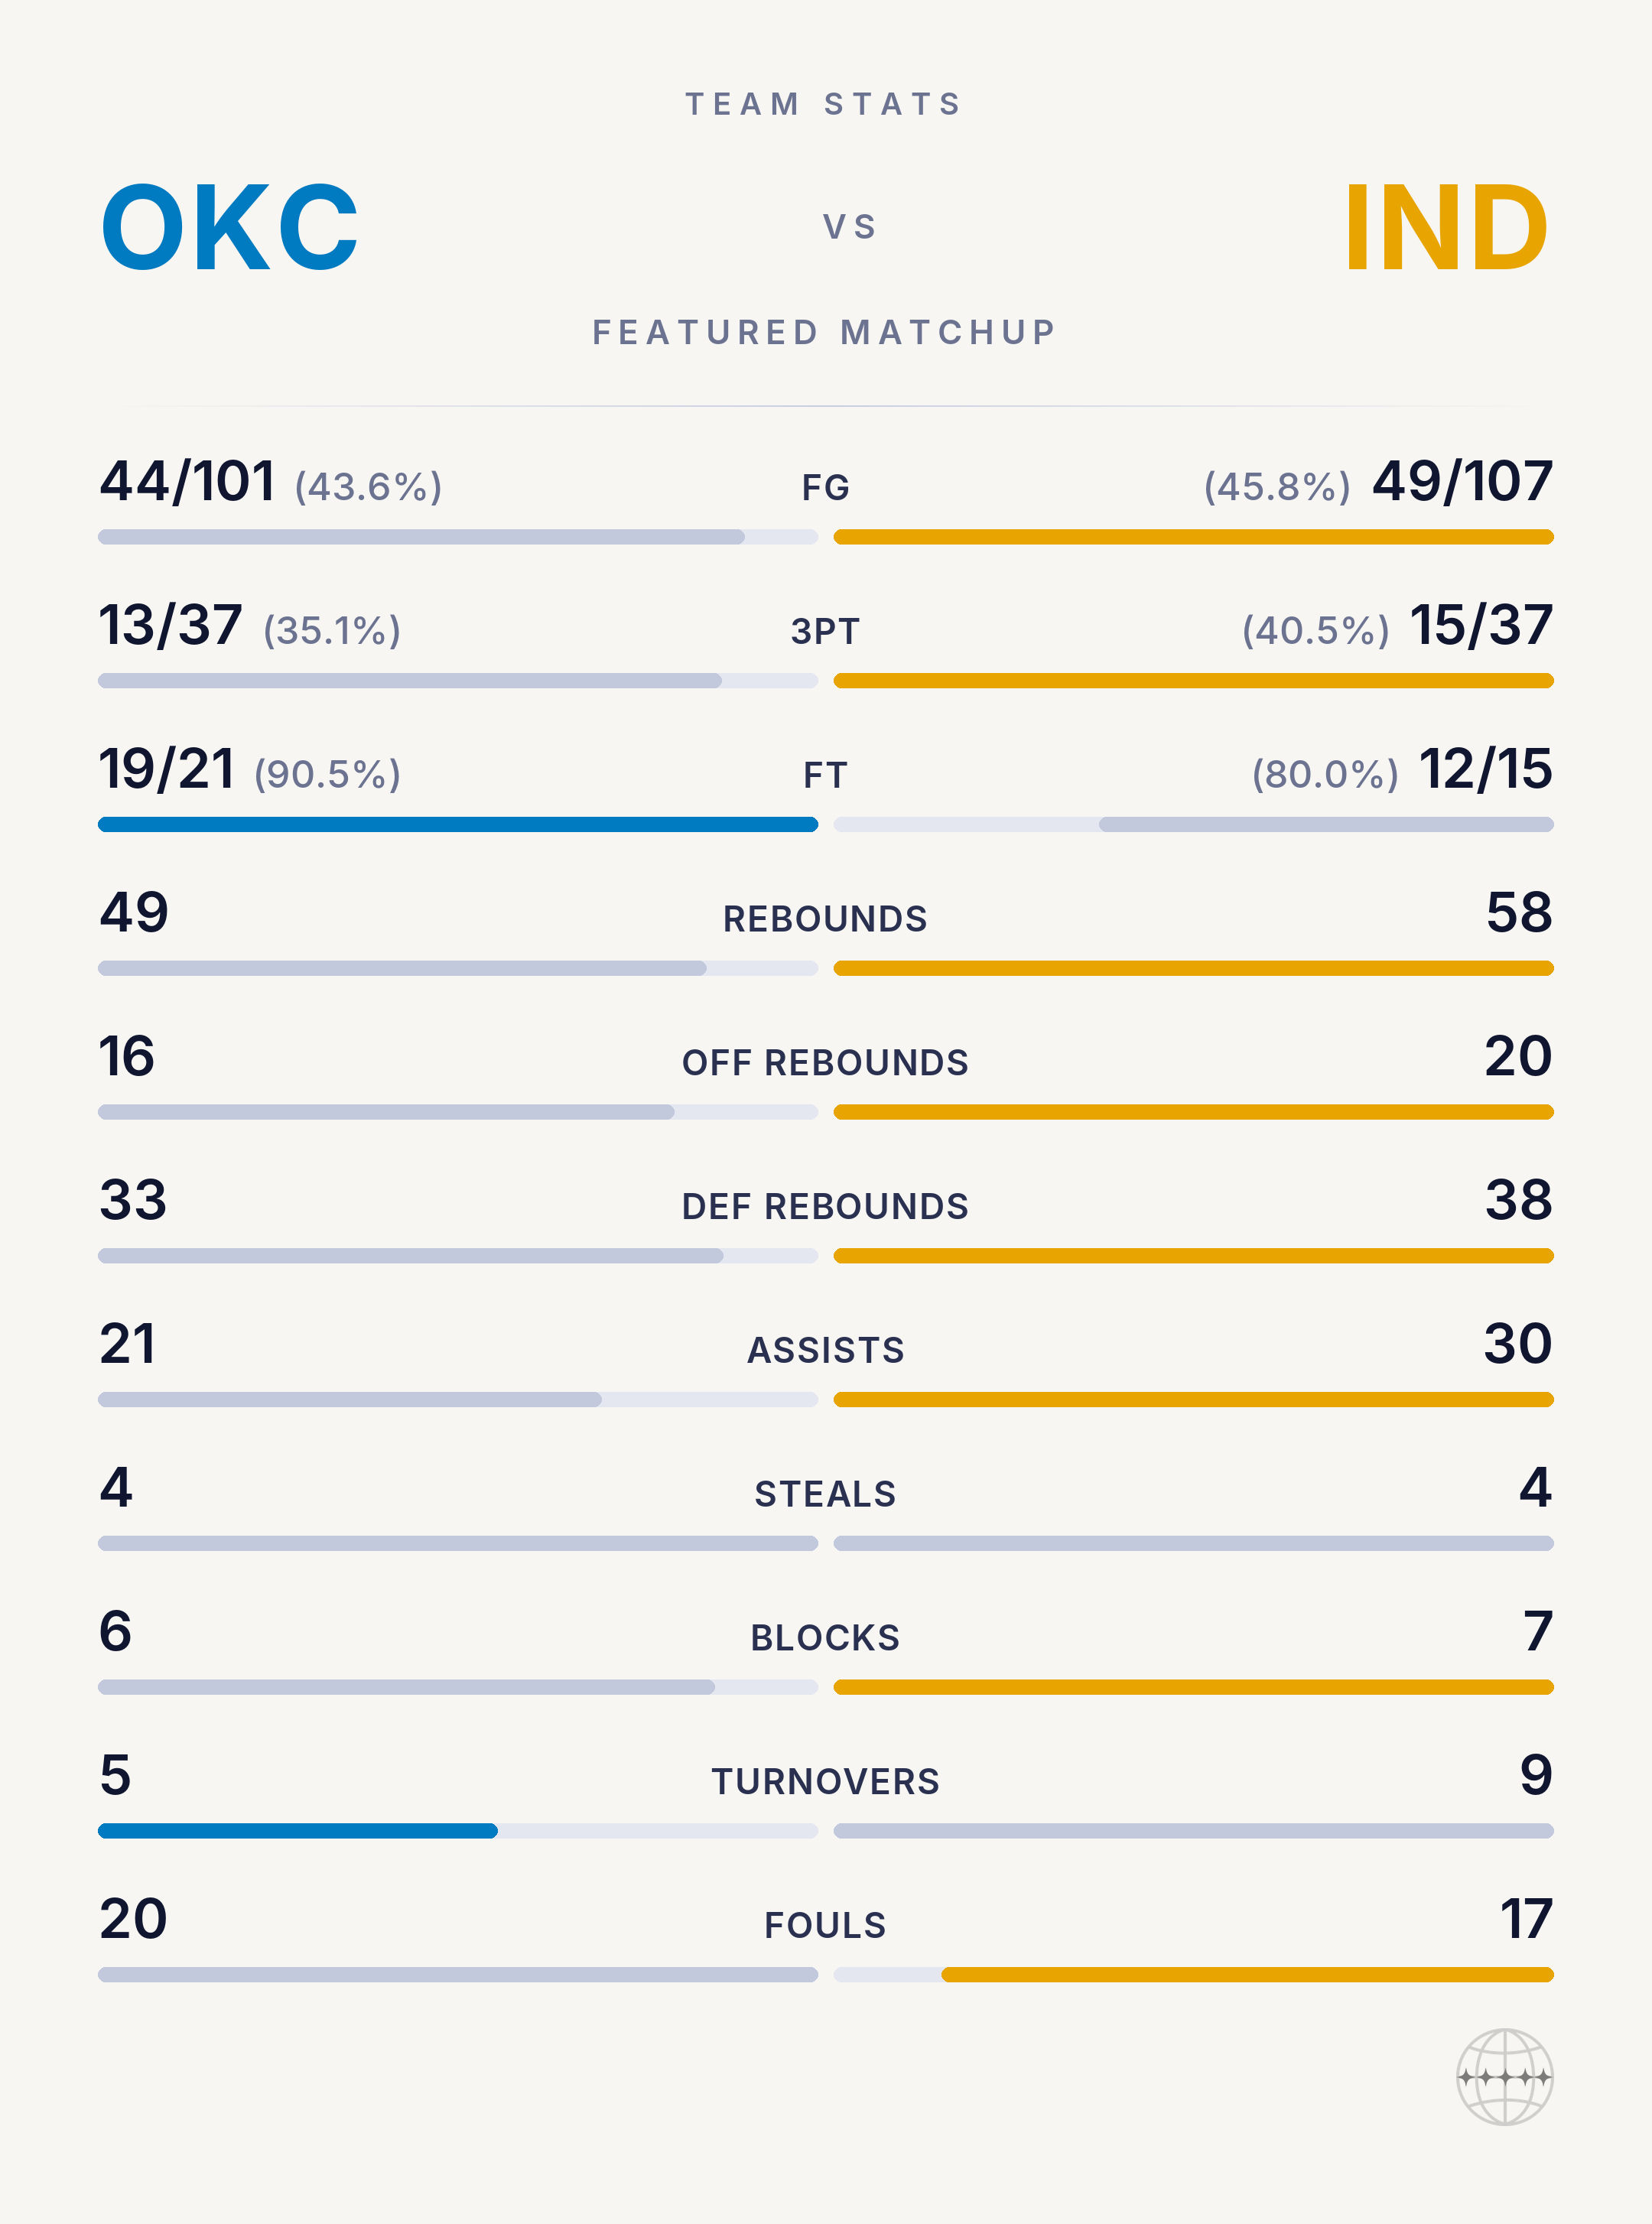 TEAM STATS
OKC VS IND
FEATURED MATCHUP
44/101 (43.6%) FG (45.8%) 49/107
13/37 (35.1%) 3PT (40.5%) 15/37
19/21 (90.5%) FT (80.0%) 12/15
49 REBOUNDS 58
16 OFF REBOUNDS 20
33 DEF REBOUNDS 38
21 ASSISTS 30
4 STEALS 4
6 BLOCKS 7
5 TURNOVERS 9
20 FOULS 17